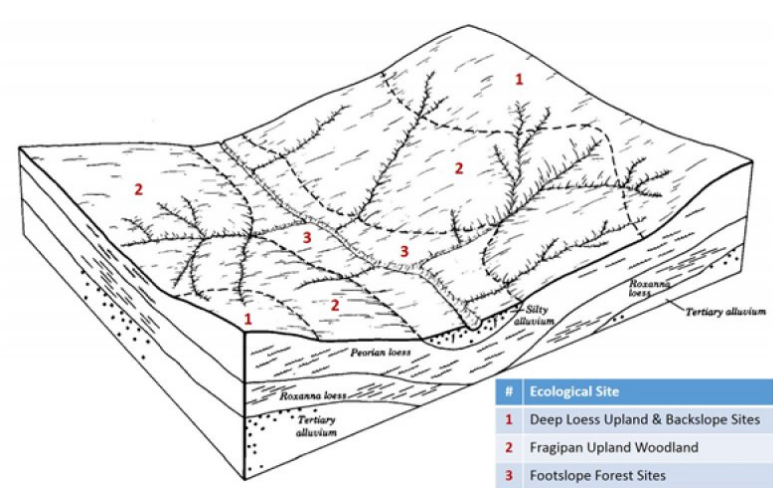 1
2
2
3
3
2
1
Roxanna
loess
Tertiary alluvium
Silty
alluvium
Peorian loess
Roxanna loess
Tertiary
alluvium
# Ecological Site
1 Deep Loess Upland & Backslope Sites
2 Fragipan Upland Woodland
3 Footslope Forest Sites